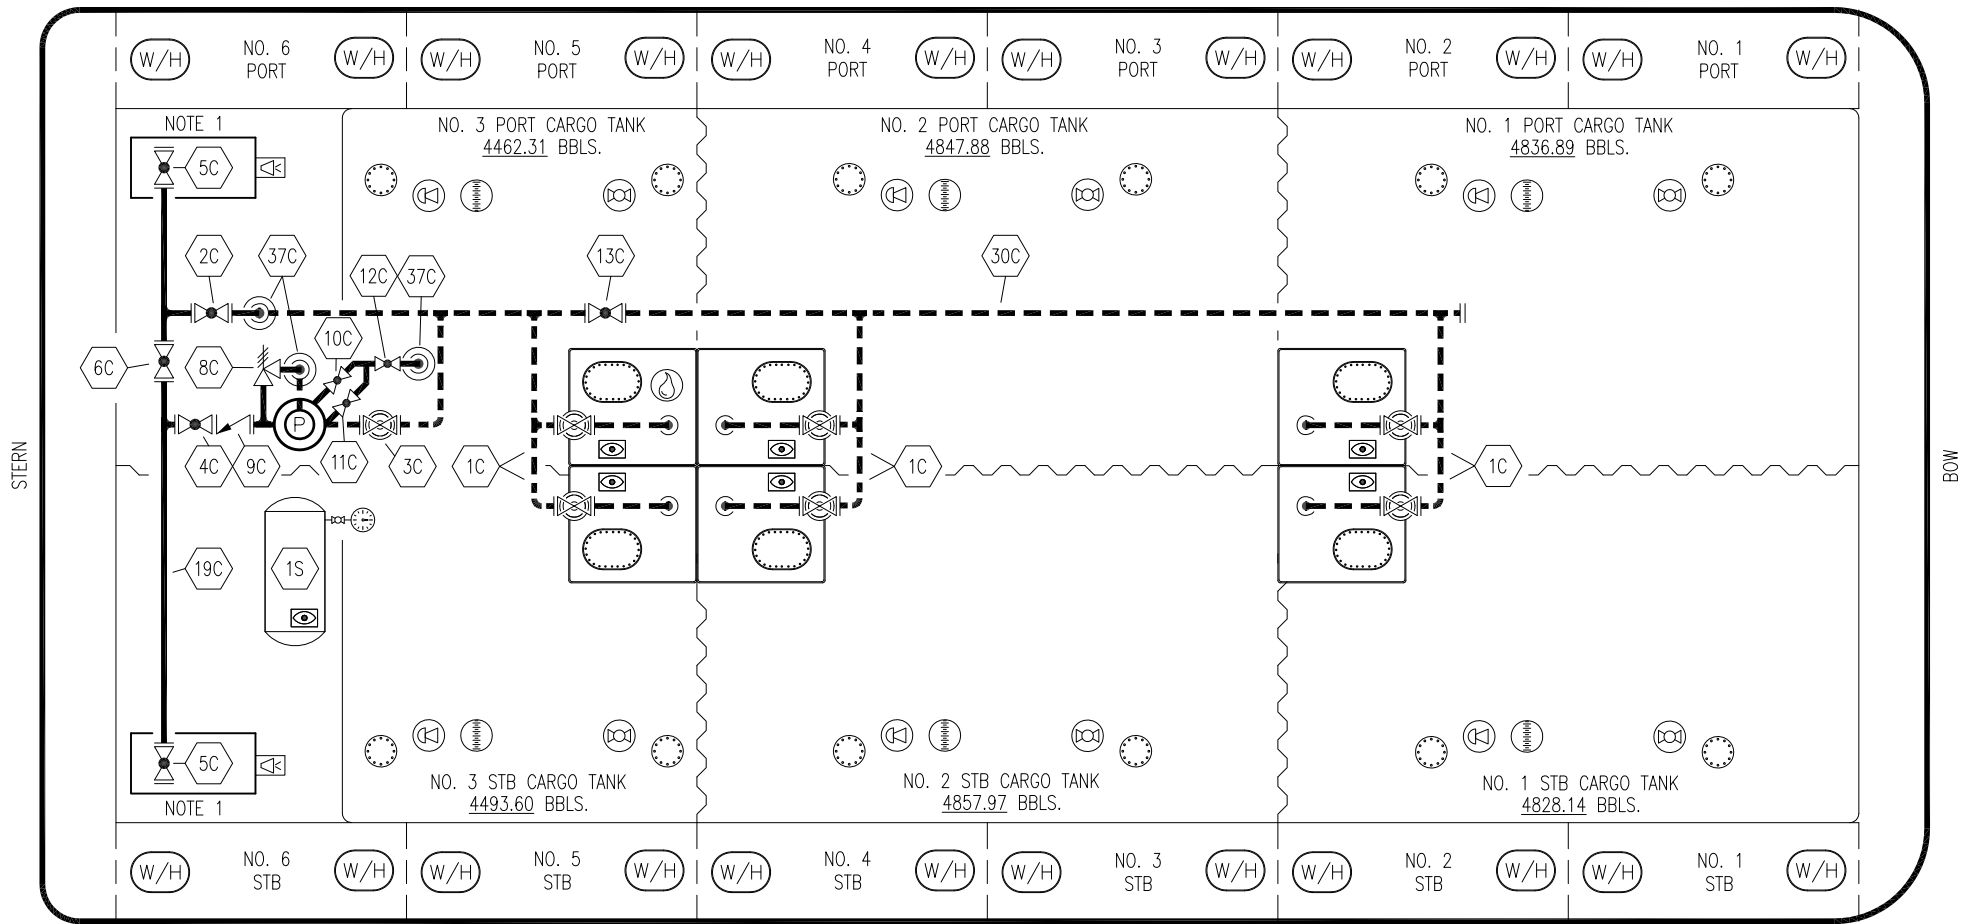 W/H
NO. 6
PORT
W/H
W/H
NO. 5
PORT
W/H
W/H
NO. 4
PORT
W/H
W/H
NO. 3
PORT
W/H
W/H
NO. 2
PORT
W/H
W/H
NO. 1
PORT
W/H
NOTE 1
NO. 3 PORT CARGO TANK
4462.31 BBLS.
NO. 2 PORT CARGO TANK
4847.88 BBLS.
NO. 1 PORT CARGO TANK
4836.89 BBLS.
5C
2C
37C
12C
37C
13C
30C
10C
6C
8C
P
4C
9C
11C
3C
1C
1C
1C
STERN
BOW
19C
1S
5C
NOTE 1
NO. 3 STB CARGO TANK
4493.60 BBLS.
NO. 2 STB CARGO TANK
4857.97 BBLS.
NO. 1 STB CARGO TANK
4828.14 BBLS.
W/H
NO. 6
STB
W/H
W/H
NO. 5
STB
W/H
W/H
NO. 4
STB
W/H
W/H
NO. 3
STB
W/H
W/H
NO. 2
STB
W/H
W/H
NO. 1
STB
W/H